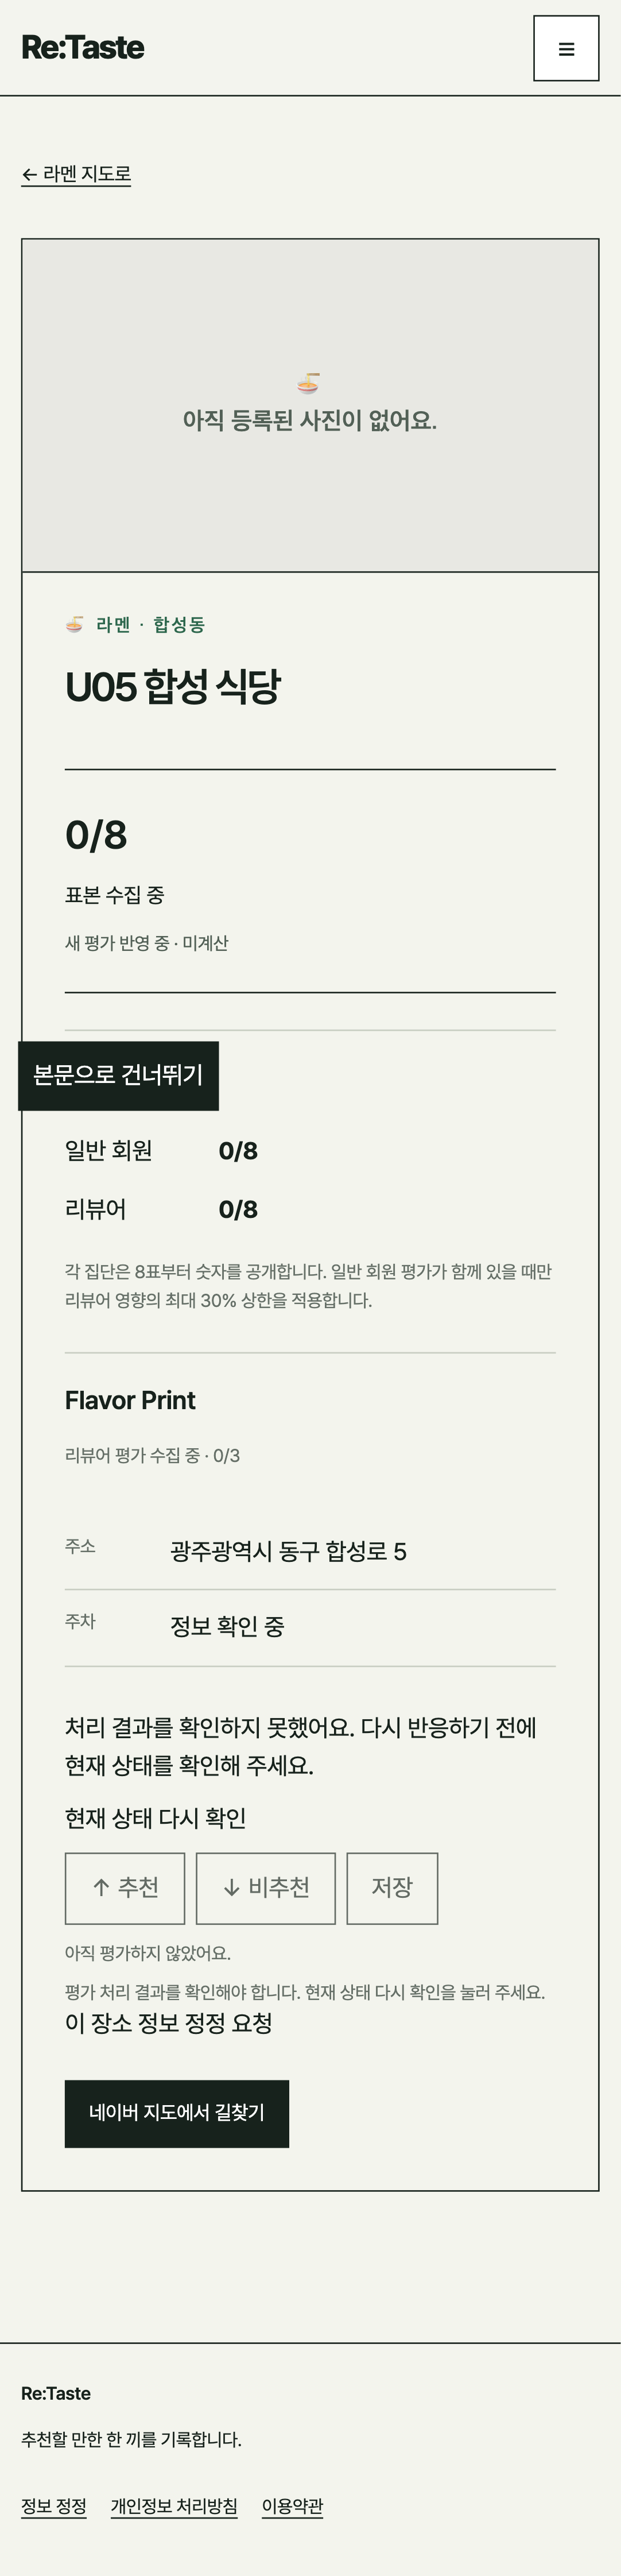 Re:Taste
≡
← 라멘 지도로
아직 등록된 사진이 없어요.
라멘 · 합성동
U05 합성 식당
0/8
표본 수집 중
새 평가 반영 중 · 미계산
본문으로 건너뛰기
일반 회원 0/8
리뷰어 0/8
각 집단은 8표부터 숫자를 공개합니다. 일반 회원 평가가 함께 있을 때만
리뷰어 영향의 최대 30% 상한을 적용합니다.
Flavor Print
리뷰어 평가 수집 중 · 0/3
주소 광주광역시 동구 합성로 5
주차 정보 확인 중
처리 결과를 확인하지 못했어요. 다시 반응하기 전에
현재 상태를 확인해 주세요.
현재 상태 다시 확인
↑ 추천 ↓ 비추천 저장
아직 평가하지 않았어요.
평가 처리 결과를 확인해야 합니다. 현재 상태 다시 확인을 눌러 주세요.
이 장소 정보 정정 요청
네이버 지도에서 길찾기
Re:Taste
추천할 만한 한 끼를 기록합니다.
정보 정정 개인정보 처리방침 이용약관